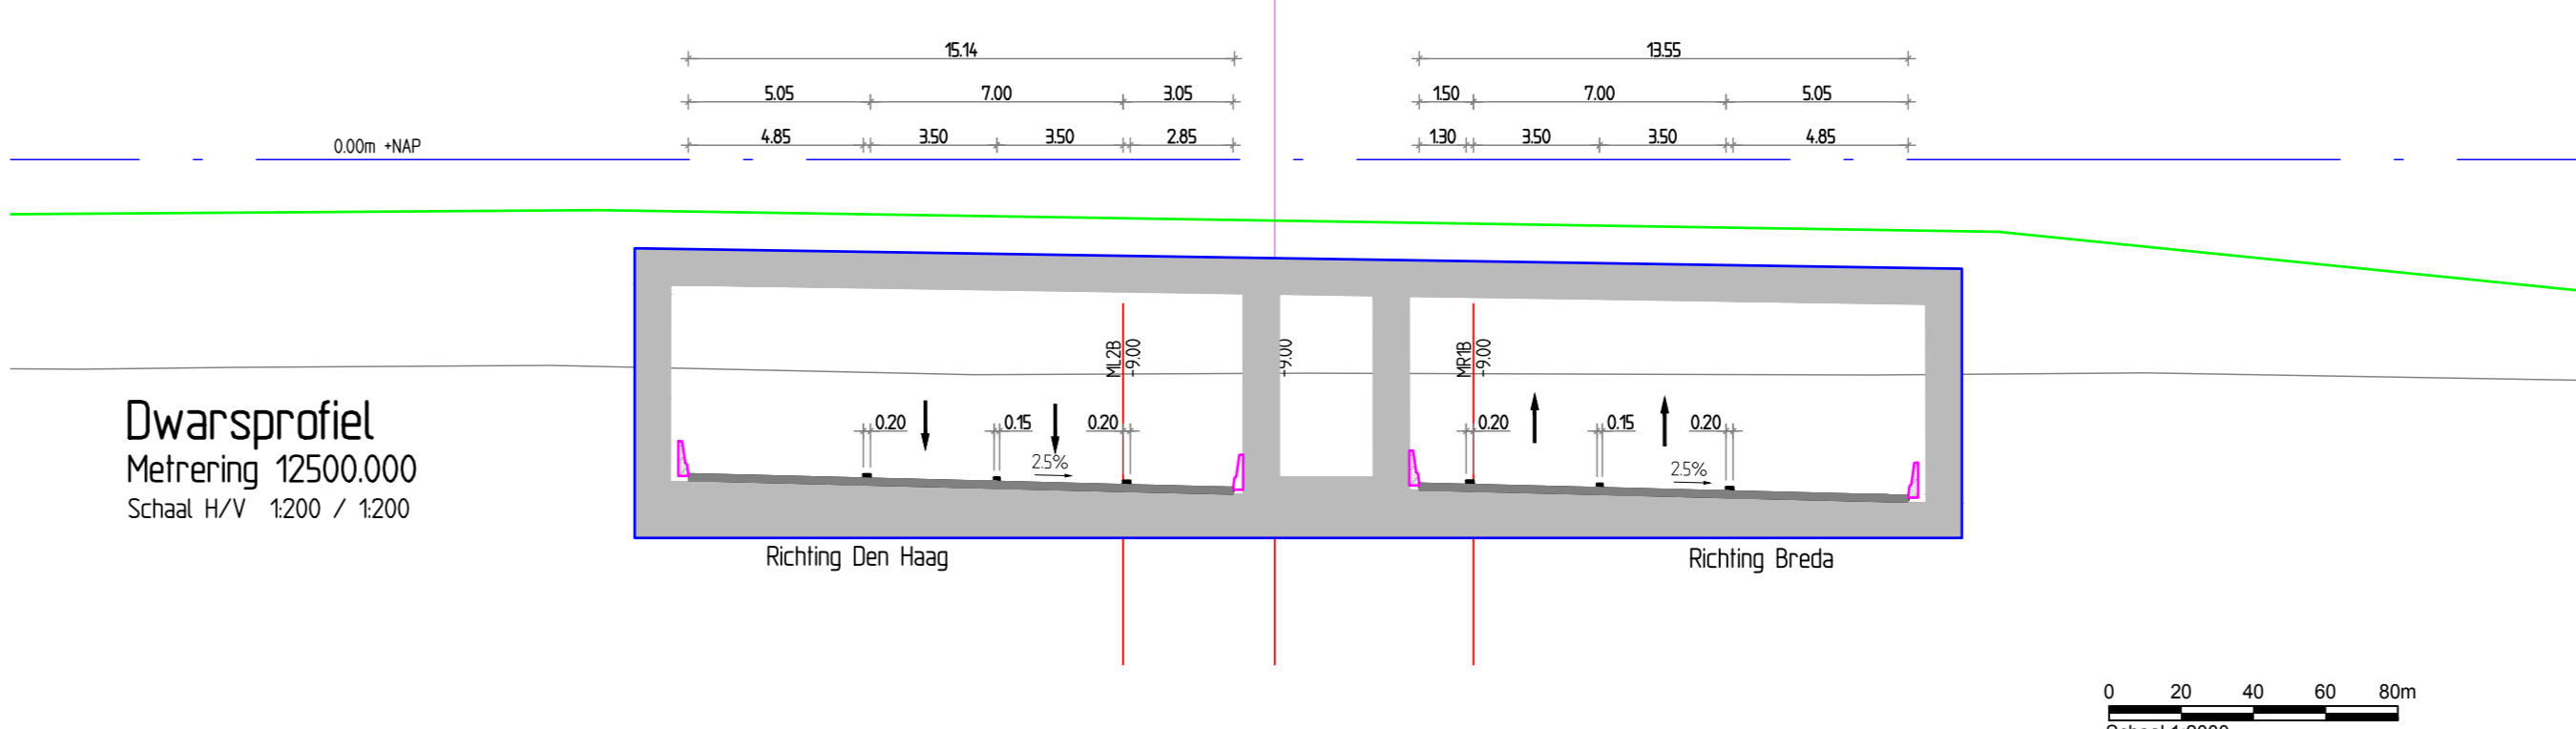 15.14
13.55
5.05 7.00 3.05
1.50 7.00 5.05
4.85 3.50 3.50 2.85
1.30 3.50 3.50 4.85
0.00m +NAP
ML2B
-9.00
-9.00
MR1B
-9.00
Dwarsprofiel
Metrering 12500.000
Schaal H/V 1:200 / 1:200
0.20 0.15 0.20
2.5%
0.20 0.15 0.20
2.5%
Richting Den Haag
Richting Breda
0 20 40 60 80m